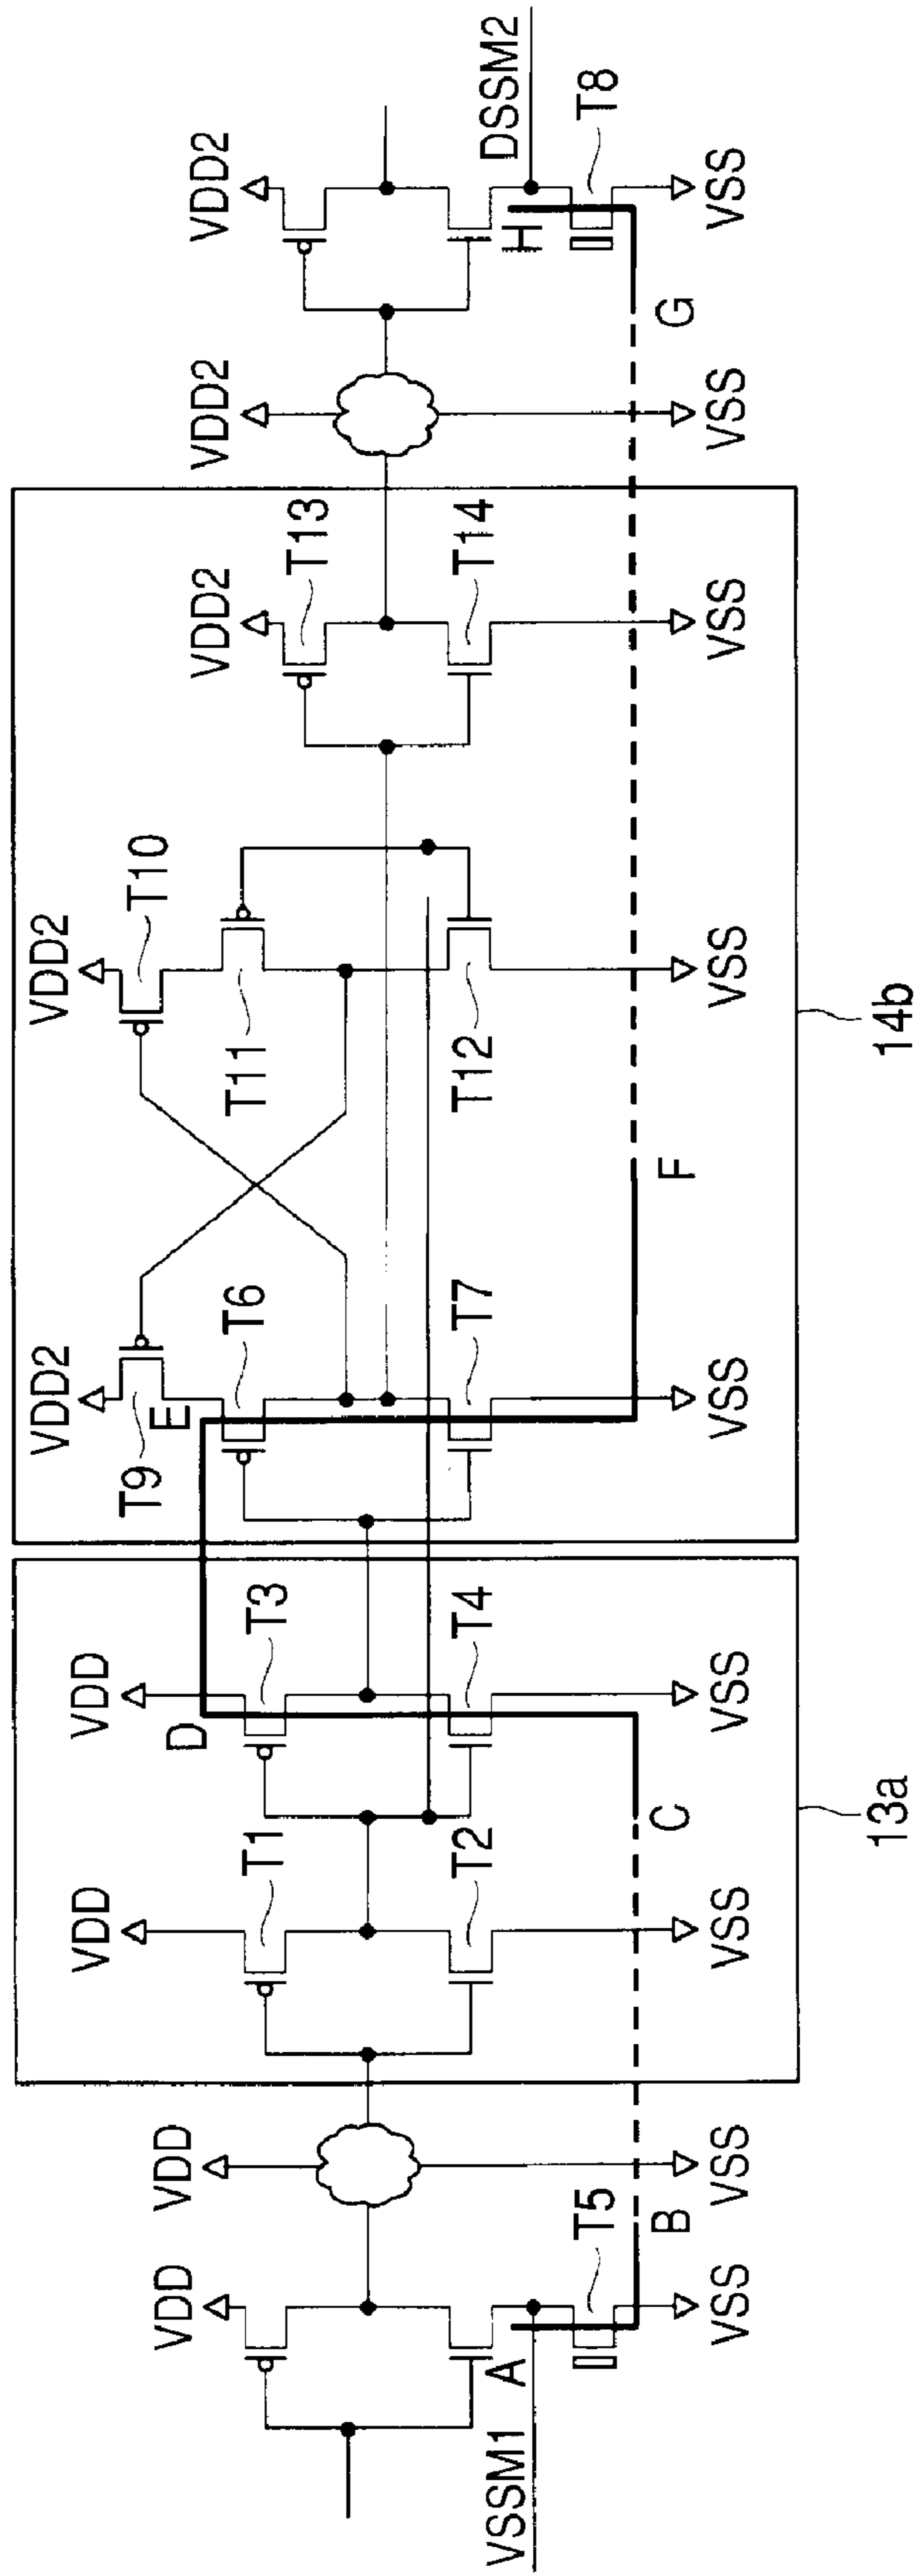 VDD
VDD
VDD
VDD
VDD2
VDD2
VDD2
VDD2
VDD2
T9
T10
T1
T3
D
E
T6
T11
T13
VSSM1
A
T2
T4
T7
T12
T14
H
DSSM2
T5
T8
B
C
F
G
VSS
VSS
VSS
VSS
VSS
VSS
VSS
VSS
VSS
13a
14b